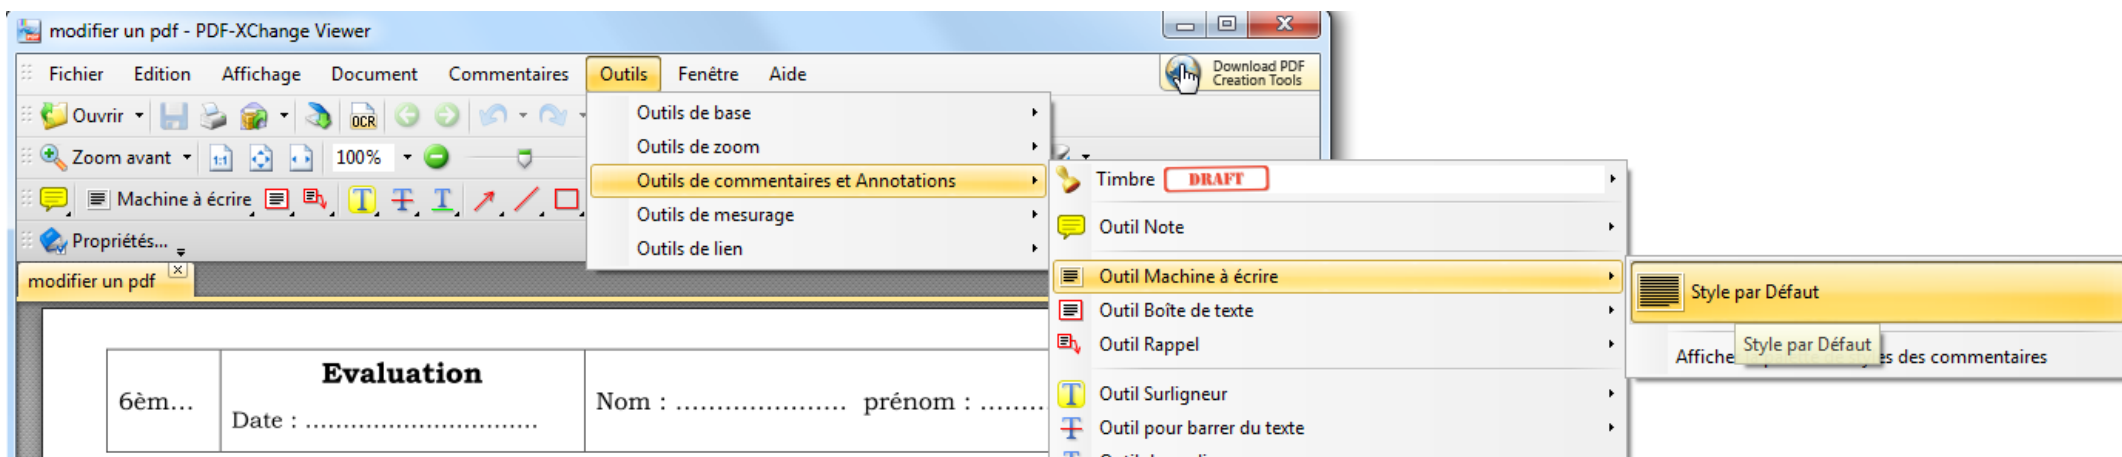 modifier un pdf - PDF-XChange Viewer
Fichier Edition Affichage Document Commentaires Outils Fenêtre Aide
Download PDF
Creation Tools
Ouvrir OCR
Zoom avant 1:1 100%
Machine à écrire T T T
Propriétés...
modifier un pdf
Outils de base
Outils de zoom
Outils de commentaires et Annotations
Outils de mesurage
Outils de lien
Timbre DRAFT
Outil Note
Outil Machine à écrire
Outil Boîte de texte
Outil Rappel
Outil Surligneur
Outil pour barrer du texte
Style par Défaut
Style par Défaut
des commentaires
6èm...
Evaluation
Date : ...............................
Nom : ..................... prénom : ........